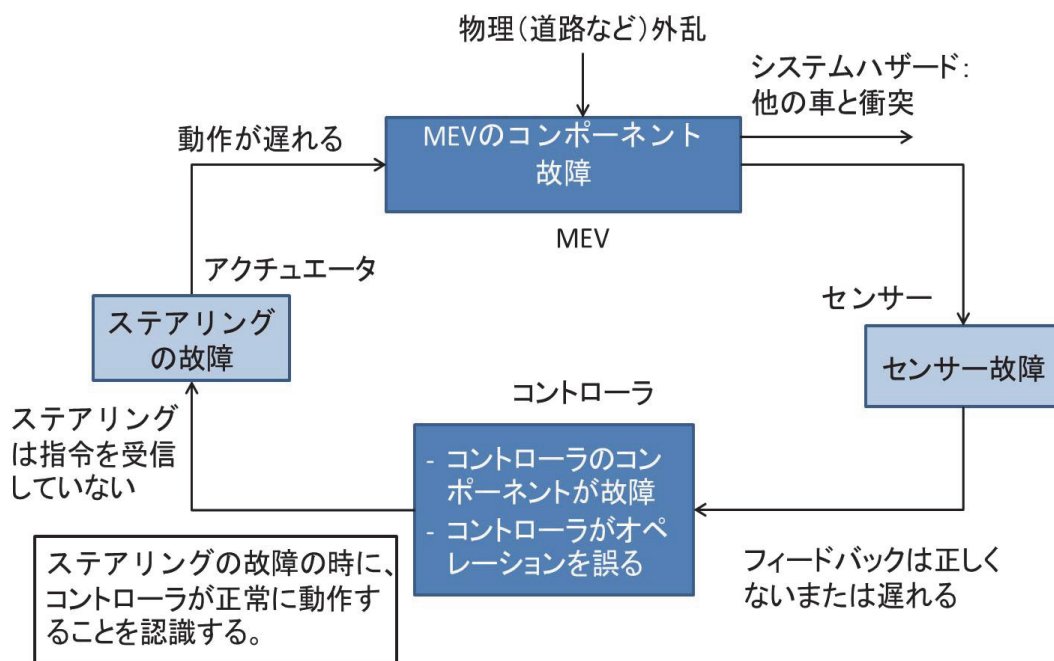 物理(道路など)外乱
システムハザード:
他の車と衝突
動作が遅れる
MEVのコンポーネント
故障
MEV
アクチュエータ
センサー
ステアリング
の故障
センサー故障
コントローラ
ステアリング
は指令を受信
していない
- コントローラのコン
ポーネントが故障
- コントローラがオペ
レーションを誤る
フィードバックは正しく
ないまたは遅れる
ステアリングの故障の時に、
コントローラが正常に動作す
ることを認識する。